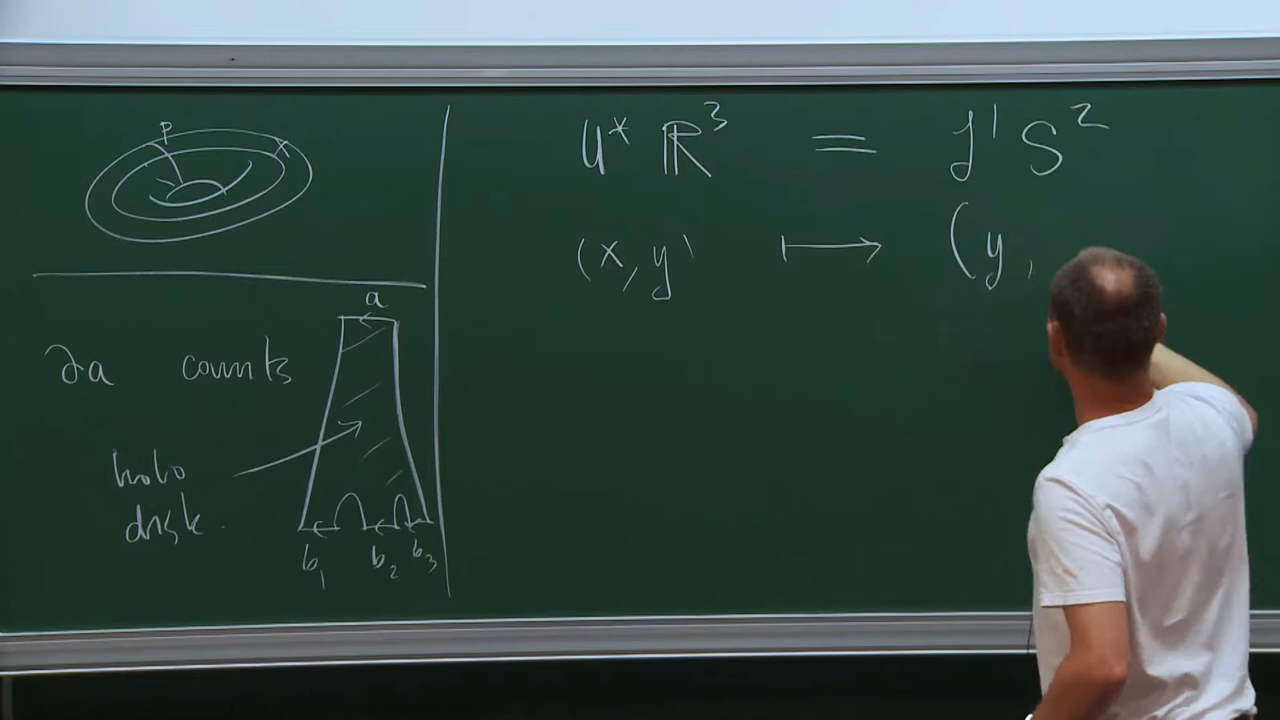 P
x
∂a counts
a
holo
disk.
b₁ b₂ b₃
U* ℝ³ = J¹ S²
(x, y) ↦ (y,